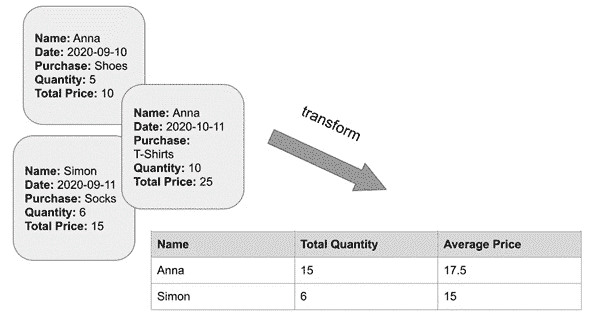 Name: Anna
Date: 2020-09-10
Purchase: Shoes
Quantity: 5
Total Price: 10
Name: Anna
Date: 2020-10-11
Purchase:
T-Shirts
Quantity: 10
Total Price: 25
Name: Simon
Date: 2020-09-11
Purchase: Socks
Quantity: 6
Total Price: 15
transform
Name Total Quantity Average Price
Anna 15 17.5
Simon 6 15